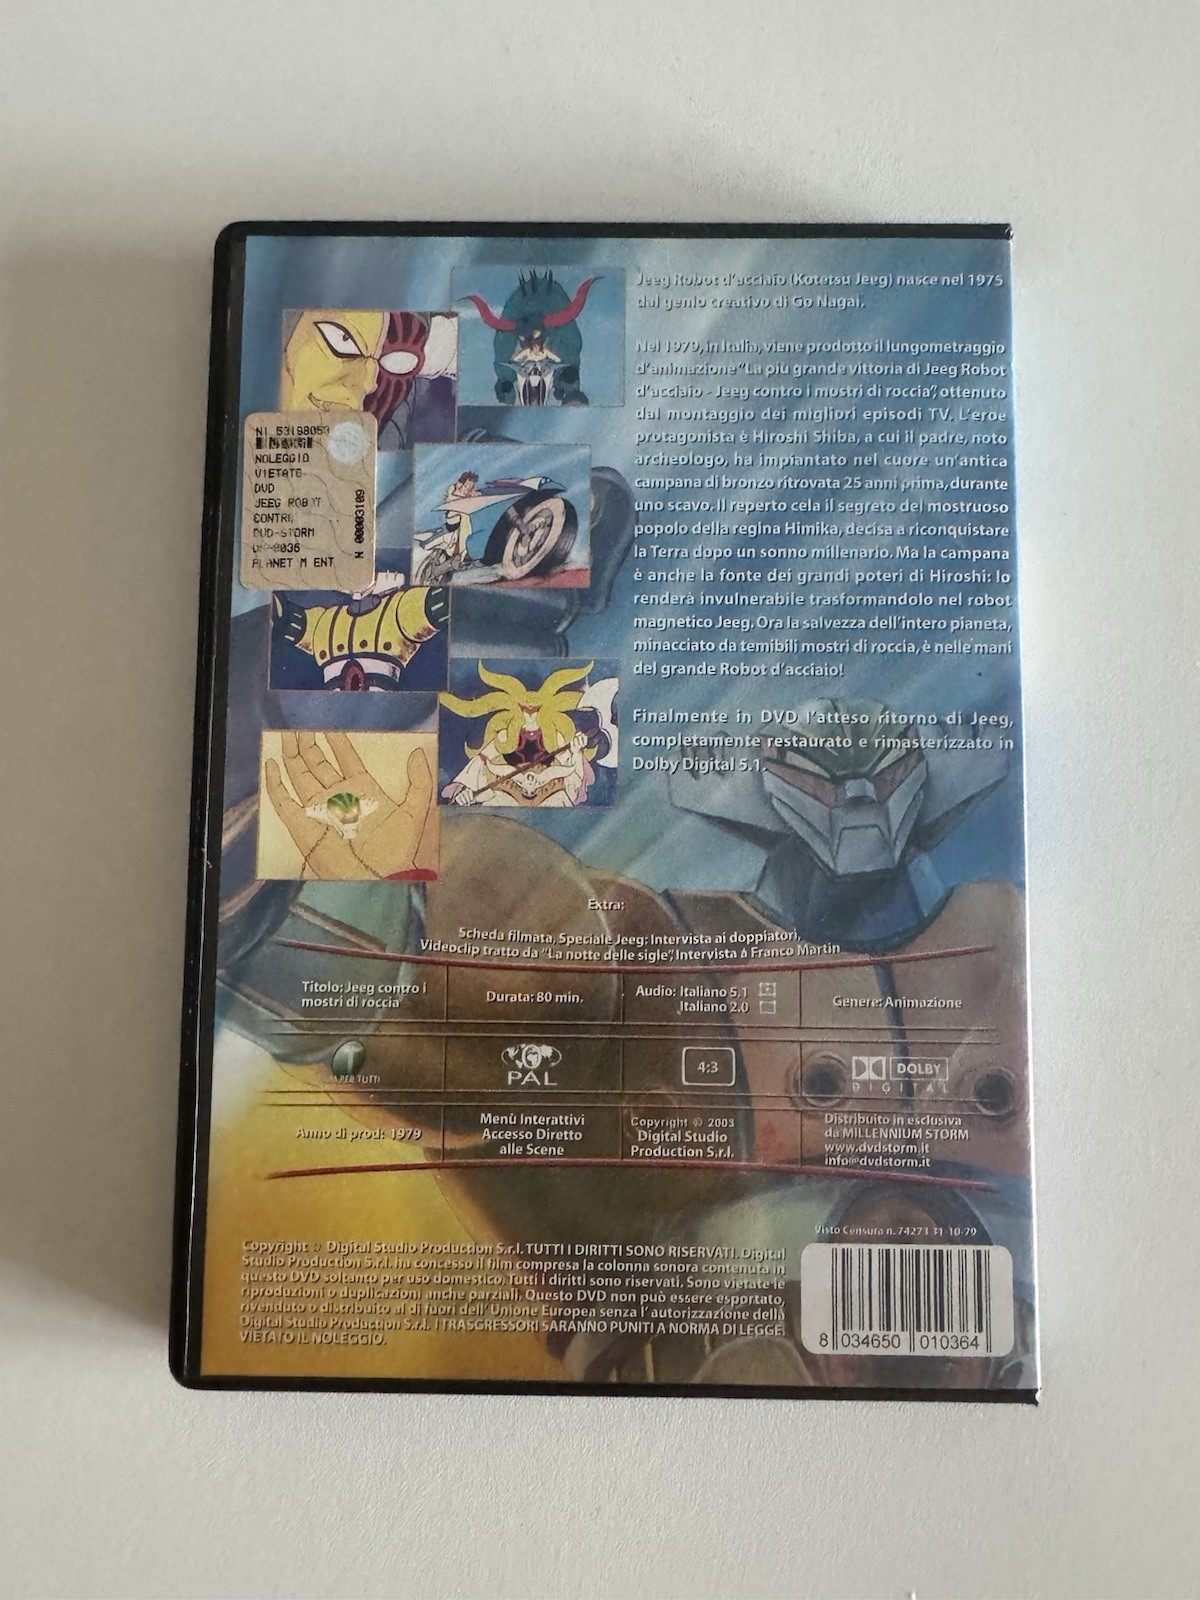 Jeeg Robot d'acciaio (Kotetsu Jeeg) nasce nel 1975
dal genio creativo di Go Nagai.
Nel 1979, in Italia, viene prodotto il lungometraggio
d'animazione "La più grande vittoria di Jeeg Robot
d'acciaio - Jeeg contro i mostri di roccia", ottenuto
dal montaggio dei migliori episodi TV. L'eroe
protagonista è Hiroshi Shiba, a cui il padre, noto
archeologo, ha impiantato nel cuore un'antica
campana di bronzo ritrovata 25 anni prima, durante
uno scavo. Il reperto cela il segreto del mostruoso
popolo della regina Himika, decisa a riconquistare
la Terra dopo un sonno millenario. Ma la campana
è anche la fonte dei grandi poteri di Hiroshi: lo
renderà invulnerabile trasformandolo nel robot
magnetico Jeeg. Ora la salvezza dell'intero pianeta,
minacciato da temibili mostri di roccia, è nelle mani
del grande Robot d'acciaio!
Finalmente in DVD l'atteso ritorno di Jeeg,
completamente restaurato e rimasterizzato in
Dolby Digital 5.1.
NOLEGGIO
VIETATO
DVD
JEEG ROB T
CONTRI
DVD-STORM
PLANET M ENT
N 00003109
Extra:
Scheda filmata, Speciale Jeeg: Intervista ai doppiatori,
Videoclip tratto da "La notte delle sigle", Intervista a Franco Martin
Titolo: Jeeg contro i
mostri di roccia
Durata: 80 min.
Audio: Italiano 5.1
Italiano 2.0
Genere: Animazione
PER TUTTI
PAL
4:3
DOLBY
DIGITAL
Anno di prod: 1979
Menù Interattivi
Accesso Diretto
alle Scene
Copyright © 2003
Digital Studio
Production S.r.l.
Distribuito in esclusiva
da MILLENNIUM STORM
www.dvdstorm.it
info@dvdstorm.it
Visto Censura n. 74273 31-10-79
Copyright © Digital Studio Production S.r.l. TUTTI I DIRITTI SONO RISERVATI. Digital
Studio Production S.r.l. ha concesso il film compresa la colonna sonora contenuta in
questo DVD soltanto per uso domestico. Tutti i diritti sono riservati. Sono vietate le
riproduzioni o duplicazioni anche parziali. Questo DVD non può essere esportato,
rivenduto o distribuito al di fuori dell'Unione Europea senza l'autorizzazione della
Digital Studio Production S.r.l. I TRASGRESSORI SARANNO PUNITI A NORMA DI LEGGE.
VIETATO IL NOLEGGIO.
8 034650 010364